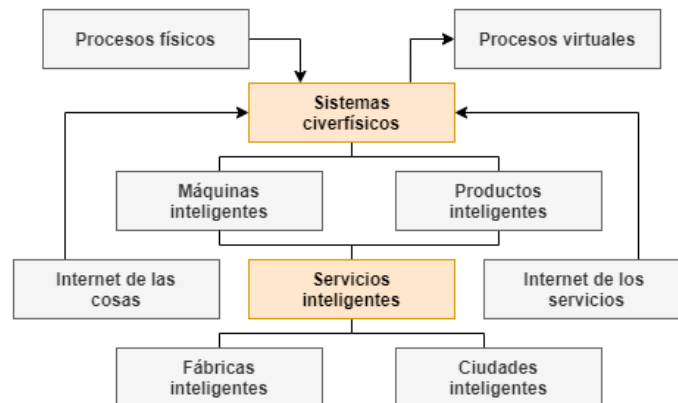 Procesos físicos
Procesos virtuales
Sistemas
civerfísicos
Máquinas
inteligentes
Productos
inteligentes
Internet de las
cosas
Servicios
inteligentes
Internet de los
servicios
Fábricas
inteligentes
Ciudades
inteligentes